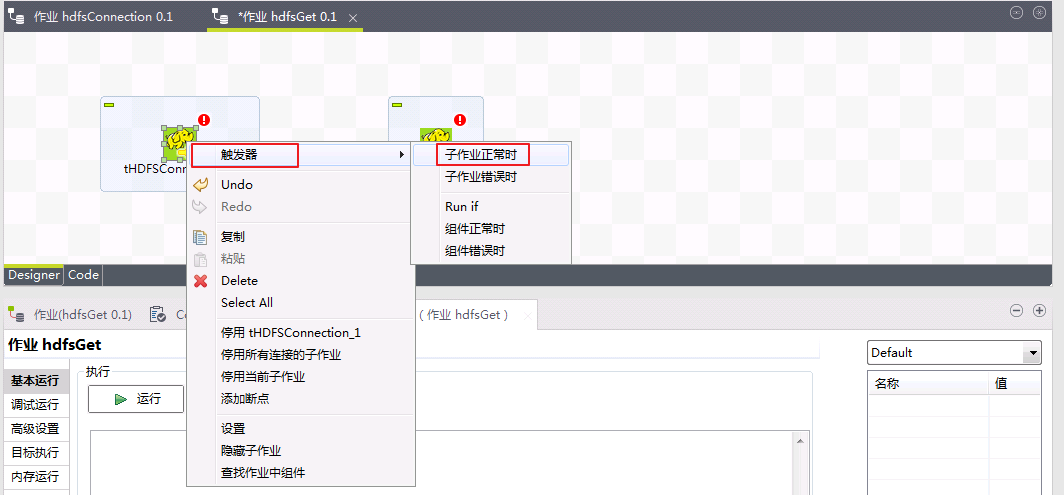 作业 hdfsConnection 0.1
*作业 hdfsGet 0.1
tHDFSConn
触发器
Undo
Redo
复制
粘贴
Delete
Select All
停用 tHDFSConnection_1
停用所有连接的子作业
停用当前子作业
添加断点
设置
隐藏子作业
查找作业中组件
子作业正常时
子作业错误时
Run if
组件正常时
组件错误时
Designer
Code
作业(hdfsGet 0.1)
Co
( 作业 hdfsGet )
作业 hdfsGet
基本运行
调试运行
高级设置
目标执行
内存运行
执行
运行
Default
名称
值